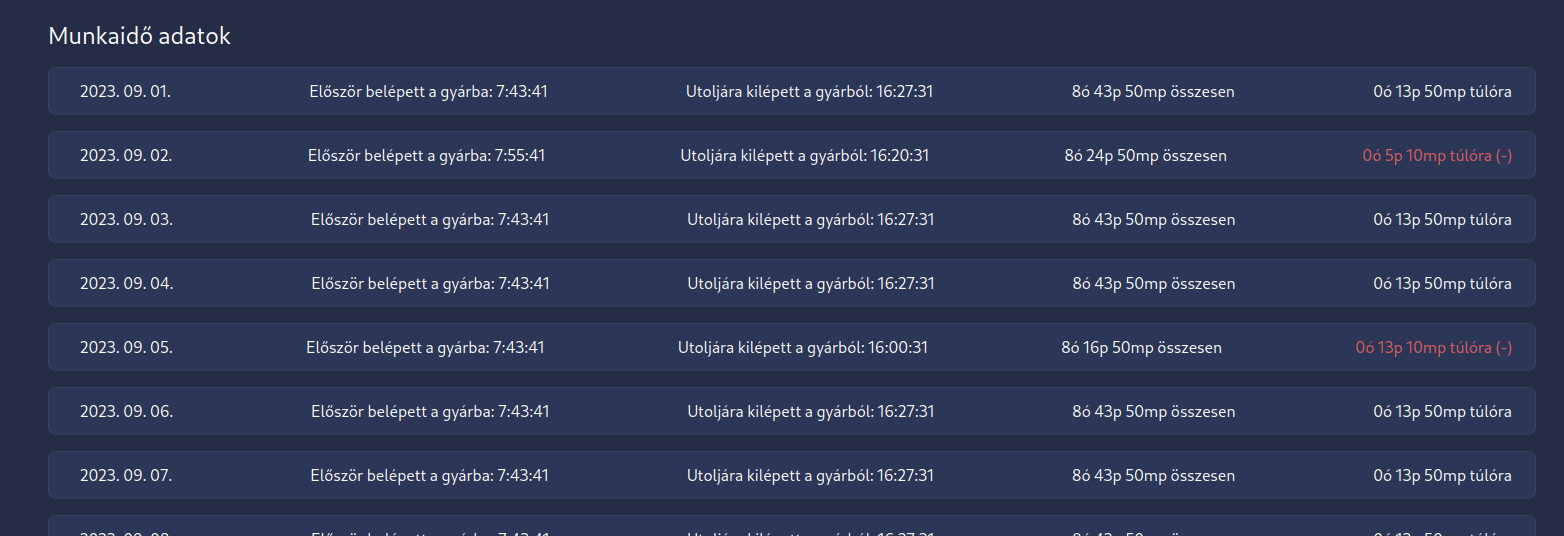 Munkaidő adatok
2023. 09. 01. Először belépett a gyárba: 7:43:41 Utoljára kilépett a gyárból: 16:27:31 8ó 43p 50mp összesen 0ó 13p 50mp túlóra
2023. 09. 02. Először belépett a gyárba: 7:55:41 Utoljára kilépett a gyárból: 16:20:31 8ó 24p 50mp összesen 0ó 5p 10mp túlóra (-)
2023. 09. 03. Először belépett a gyárba: 7:43:41 Utoljára kilépett a gyárból: 16:27:31 8ó 43p 50mp összesen 0ó 13p 50mp túlóra
2023. 09. 04. Először belépett a gyárba: 7:43:41 Utoljára kilépett a gyárból: 16:27:31 8ó 43p 50mp összesen 0ó 13p 50mp túlóra
2023. 09. 05. Először belépett a gyárba: 7:43:41 Utoljára kilépett a gyárból: 16:00:31 8ó 16p 50mp összesen 0ó 13p 10mp túlóra (-)
2023. 09. 06. Először belépett a gyárba: 7:43:41 Utoljára kilépett a gyárból: 16:27:31 8ó 43p 50mp összesen 0ó 13p 50mp túlóra
2023. 09. 07. Először belépett a gyárba: 7:43:41 Utoljára kilépett a gyárból: 16:27:31 8ó 43p 50mp összesen 0ó 13p 50mp túlóra